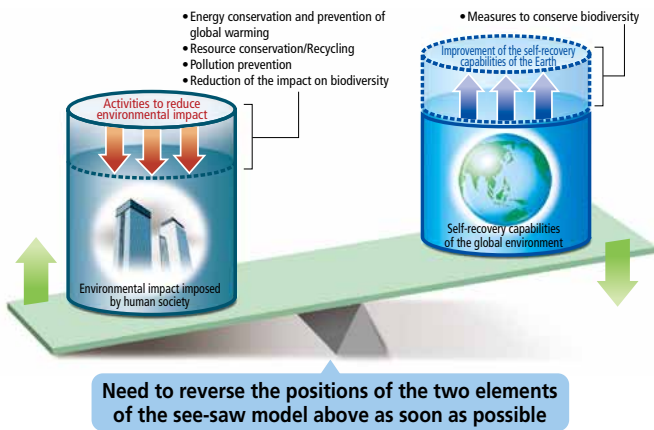 • Energy conservation and prevention of
global warming
• Resource conservation/Recycling
• Pollution prevention
• Reduction of the impact on biodiversity
• Measures to conserve biodiversity
Activities to reduce
environmental impact
Improvement of the self-recovery
capabilities of the Earth
Environmental impact imposed
by human society
Self-recovery capabilities
of the global environment
Need to reverse the positions of the two elements
of the see-saw model above as soon as possible